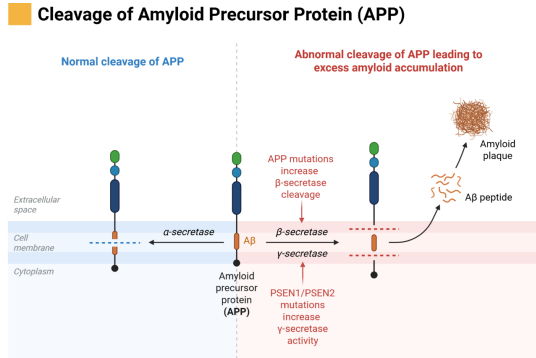 Cleavage of Amyloid Precursor Protein (APP)
Normal cleavage of APP
Abnormal cleavage of APP leading to
excess amyloid accumulation
Amyloid
plaque
APP mutations
increase
β-secretase
cleavage
Aβ peptide
Extracellular
space
α-secretase
β-secretase
Cell
membrane
Aβ
γ-secretase
Cytoplasm
Amyloid
precursor
protein
(APP)
PSEN1/PSEN2
mutations
increase
γ-secretase
activity